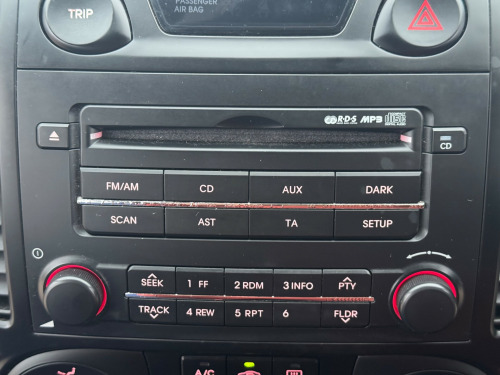 TRIP
PASSENGER
AIR BAG
R·D·S MP3 disc
CD
FM/AM CD AUX DARK
SCAN AST TA SETUP
SEEK 1 FF 2 RDM 3 INFO PTY
TRACK 4 REW 5 RPT 6 FLDR
A/C